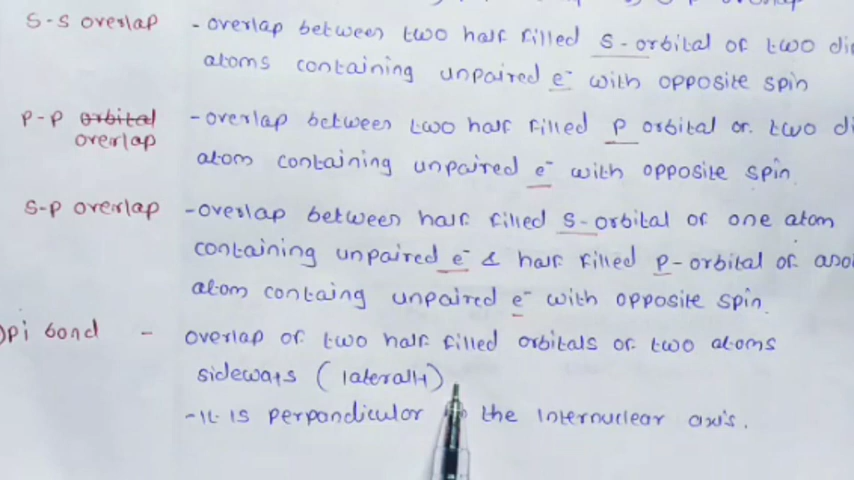 S-S overlap - overlap between two half filled S-orbital of two di
atoms containing unpaired e⁻ with opposite spin
P-P orbital - overlap between two half filled P orbital of two di
overlap atom containing unpaired e⁻ with opposite spin
S-P overlap - overlap between half filled S-orbital of one atom
containing unpaired e⁻ & half filled P-orbital of
atom containg unpaired e⁻ with opposite spin.
pi bond - overlap of two half filled orbitals of two atoms
sideways (laterally)
- It is perpendicular the internuclear axis.